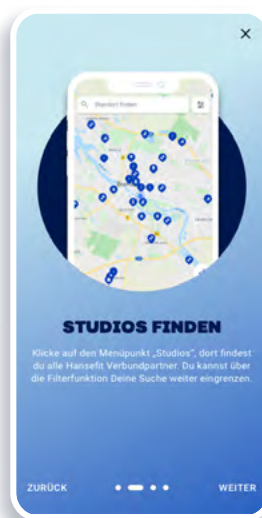 Standort finden
STUDIOS FINDEN
Klicke auf den Menüpunkt „Studios“, dort findest
du alle Hansefit Verbundpartner. Du kannst über
die Filterfunktion Deine Suche weiter eingrenzen.
ZURÜCK
WEITER